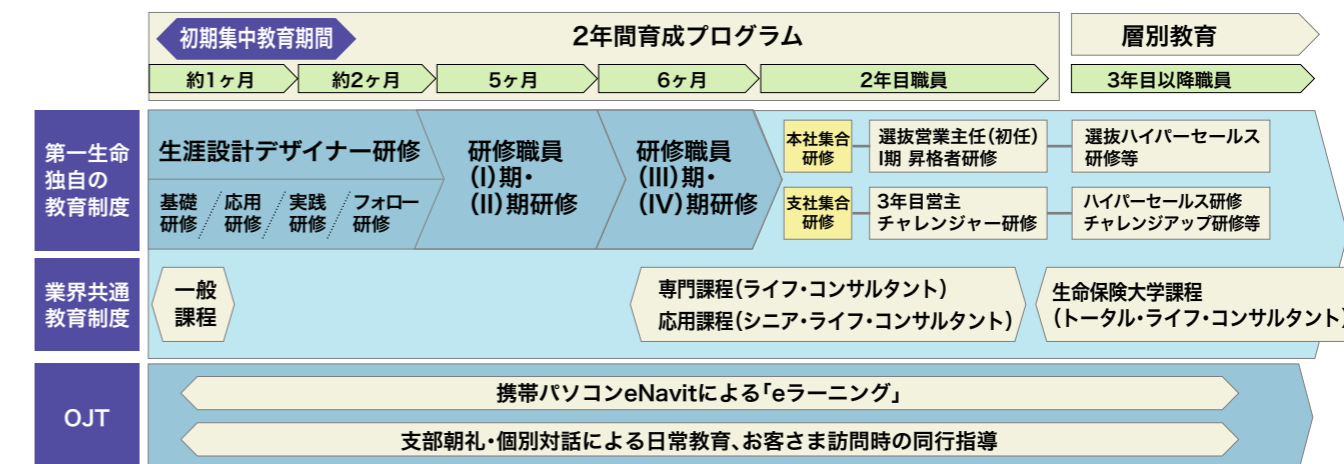 初期集中教育期間
2年間育成プログラム
層別教育
約1ヶ月
約2ヶ月
5ヶ月
6ヶ月
2年目職員
3年目以降職員
第一生命
独自の
教育制度
生涯設計デザイナー研修
基礎
研修
応用
研修
実践
研修
フォロー
研修
研修職員
(I)期・
(II)期研修
研修職員
(III)期・
(IV)期研修
本社集合
研修
選抜営業主任(初任)
I期 昇格者研修
選抜ハイパーセールス
研修等
支社集合
研修
3年目営主
チャレンジャー研修
ハイパーセールス研修
チャレンジアップ研修等
業界共通
教育制度
一般
課程
専門課程(ライフ・コンサルタント)
応用課程(シニア・ライフ・コンサルタント)
生命保険大学課程
(トータル・ライフ・コンサルタント)
OJT
携帯パソコンeNavitによる「eラーニング」
支部朝礼・個別対話による日常教育、お客さま訪問時の同行指導